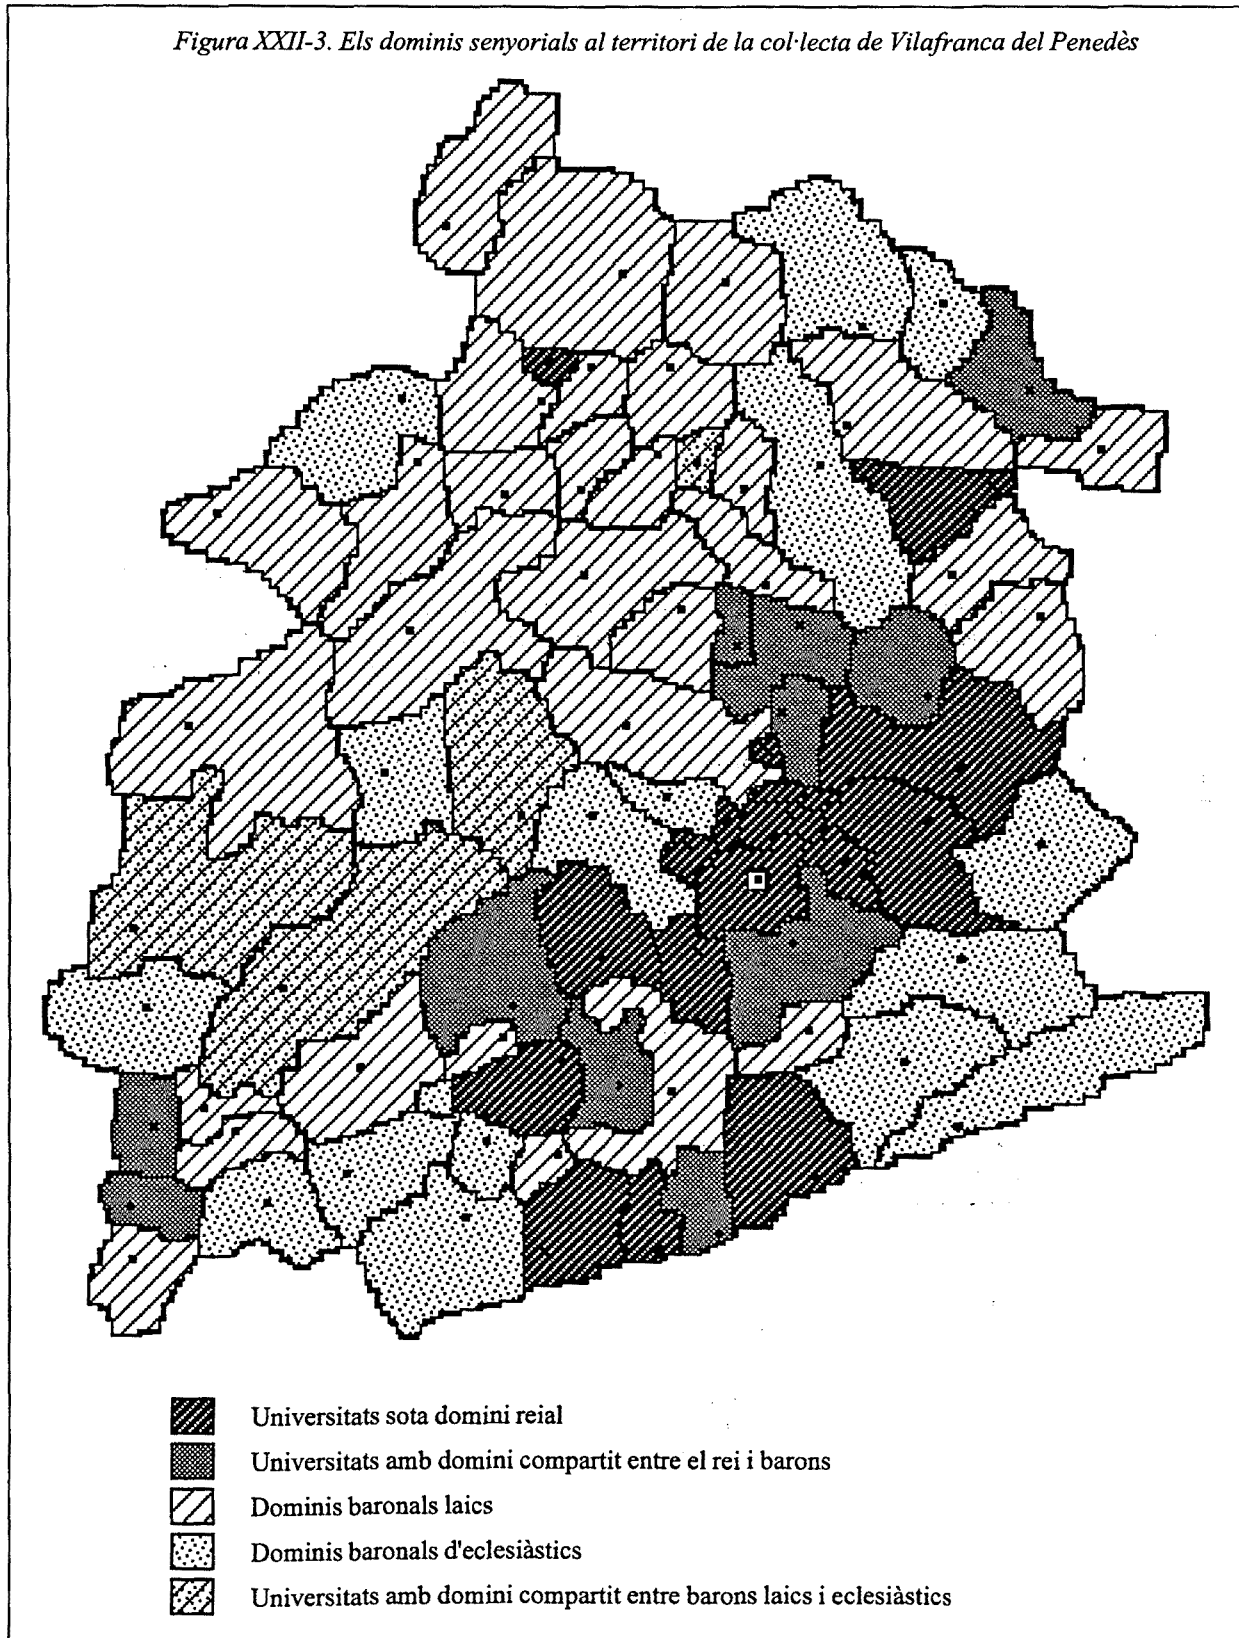 Figura XXII-3. Els dominis senyorials al territori de la col·lecta de Vilafranca del Penedès
Universitats sota domini reial
Universitats amb domini compartit entre el rei i barons
Dominis baronals laics
Dominis baronals d'eclesiàstics
Universitats amb domini compartit entre barons laics i eclesiàstics